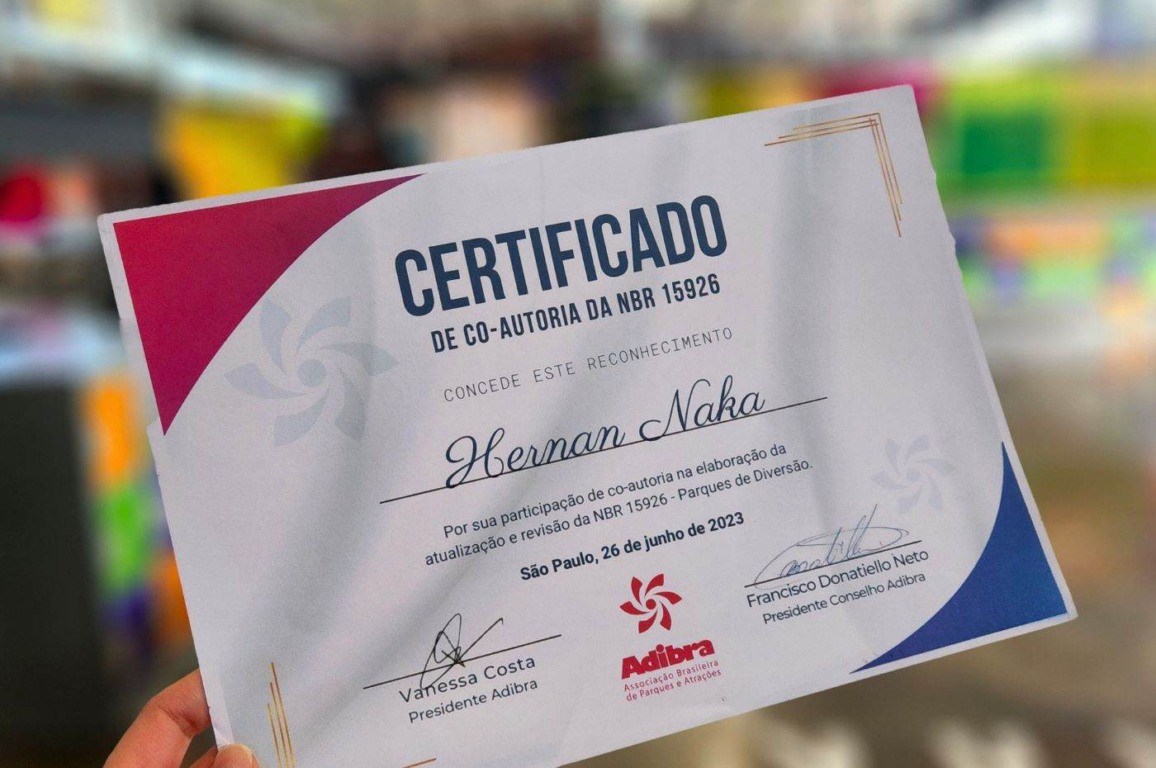 CERTIFICADO
DE CO-AUTORIA DA NBR 15926
CONCEDE ESTE RECONHECIMENTO
Hernan Naka
Por sua participação de co-autoria na elaboração da
atualização e revisão da NBR 15926 - Parques de Diversão.
São Paulo, 26 de junho de 2023
Vanessa Costa
Presidente Adibra
Adibra
Associação Brasileira
de Parques e Atrações
Francisco Donatiello Neto
Presidente Conselho Adibra